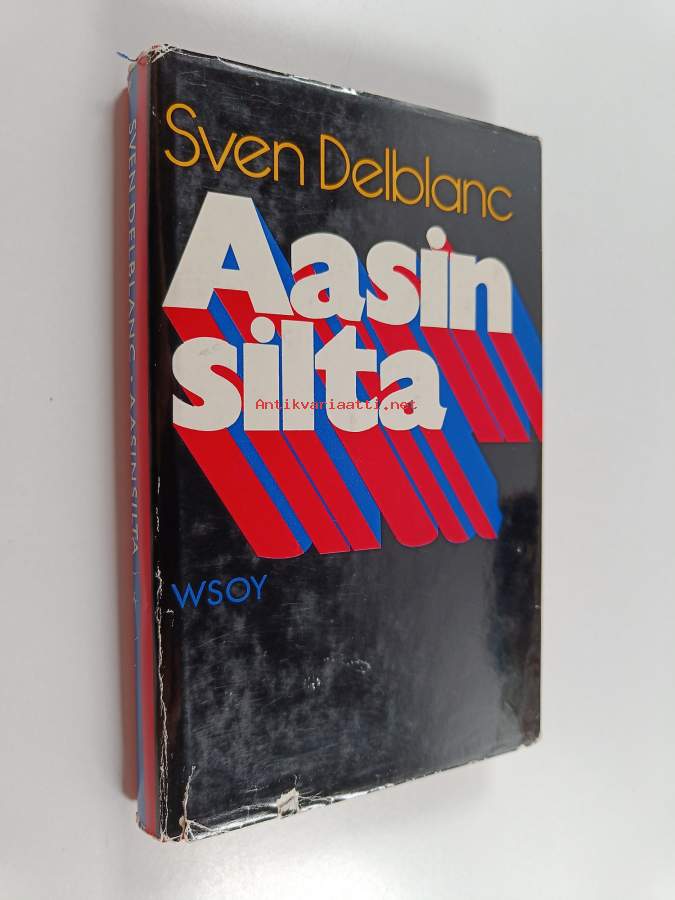 Sven Delblanc
Aasin
silta
Antikvariaatti.net
WSOY
SVEN DELBLANC • AASINSILTA